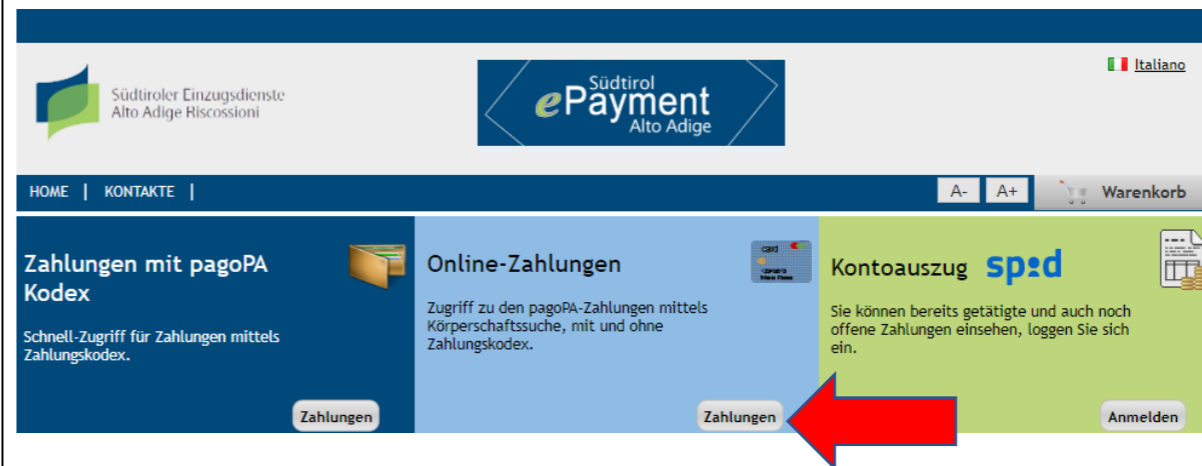 Südtiroler Einzugsdienste
Alto Adige Riscossioni
Südtirol
ePayment
Alto Adige
Italiano
HOME | KONTAKTE |
A- A+ Warenkorb
Zahlungen mit pagoPA
Kodex
Schnell-Zugriff für Zahlungen mittels
Zahlungskodex.
Zahlungen
Online-Zahlungen
Zugriff zu den pagoPA-Zahlungen mittels
Körperschaftssuche, mit und ohne
Zahlungskodex.
Zahlungen
Kontoauszug spid
Sie können bereits getätigte und auch noch
offene Zahlungen einsehen, loggen Sie sich
ein.
Anmelden
card